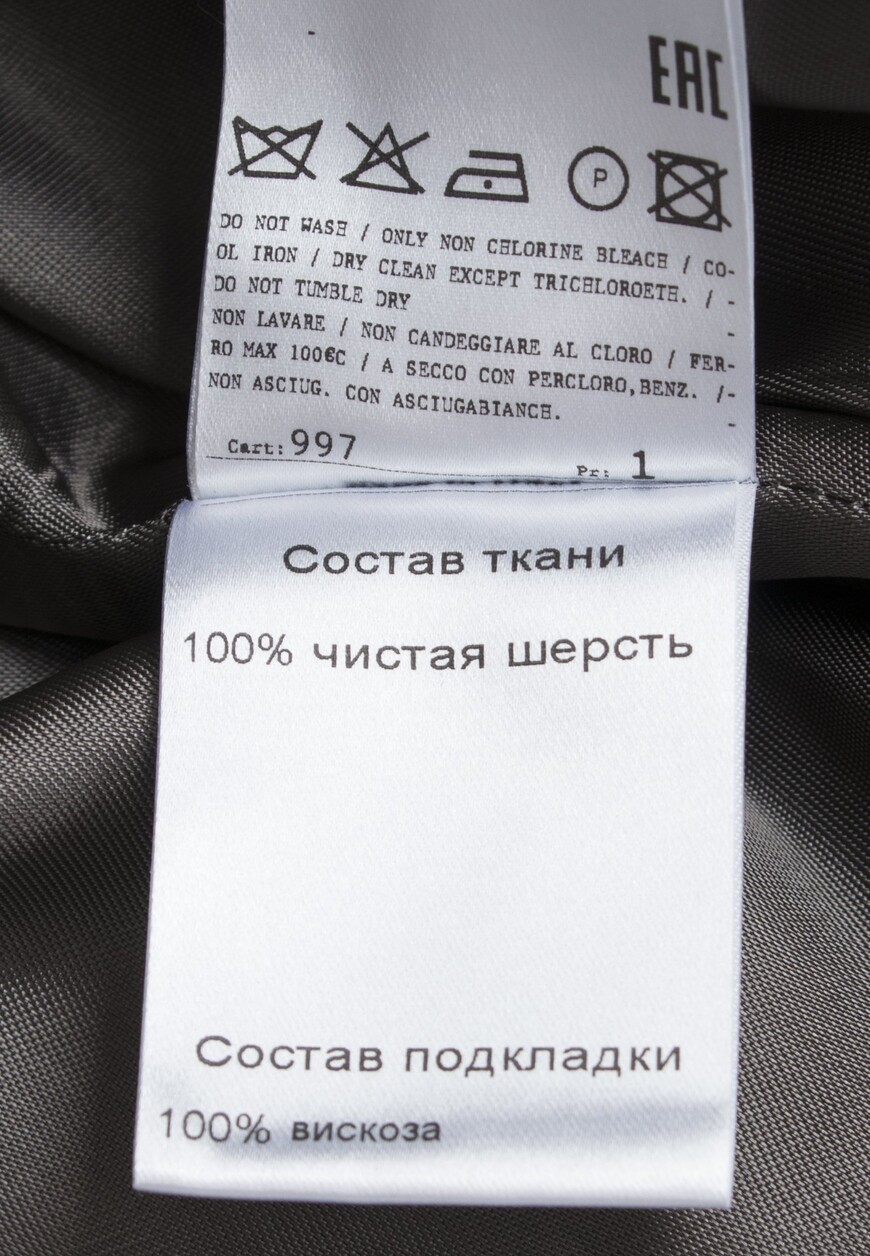 EAC
P
DO NOT WASH / ONLY NON CHLORINE BLEACH / CO-
OL IRON / DRY CLEAN EXCEPT TRICHLOROETH. / -
DO NOT TUMBLE DRY -
NON LAVARE / NON CANDEGGIARE AL CLORO / FER-
RO MAX 100€C / A SECCO CON PERCLORO,BENZ. /-
NON ASCIUG. CON ASCIUGABIANCH. -
Cart: 997 Pr: 1
Состав ткани
100% чистая шерсть
Состав подкладки
100% вискоза